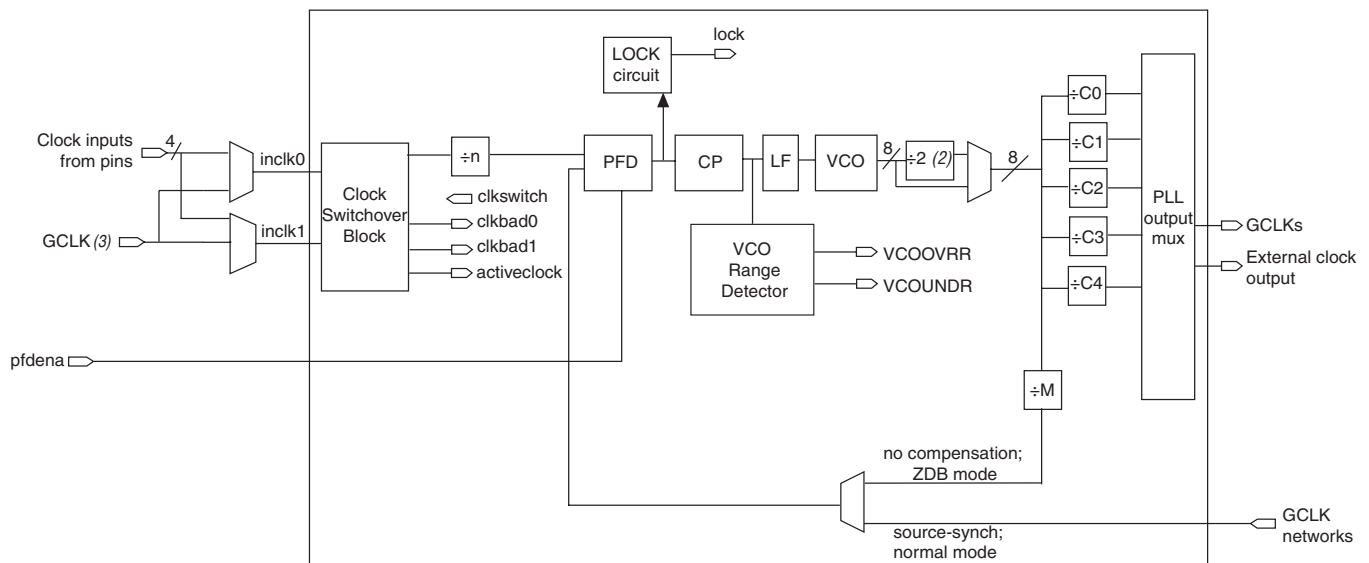 lock
LOCK
circuit
Clock inputs
from pins
4
inclk0
GCLK (3)
inclk1
Clock
Switchover
Block
÷n
clkswitch
clkbad0
clkbad1
activeclock
PFD
CP
LF
VCO
8
÷2 (2)
8
VCO
Range
Detector
VCOOVRR
VCOUNDR
÷C0
÷C1
÷C2
÷C3
÷C4
PLL
output
mux
GCLKs
External clock
output
pfdena
÷M
no compensation;
ZDB mode
source-synch;
normal mode
GCLK
networks